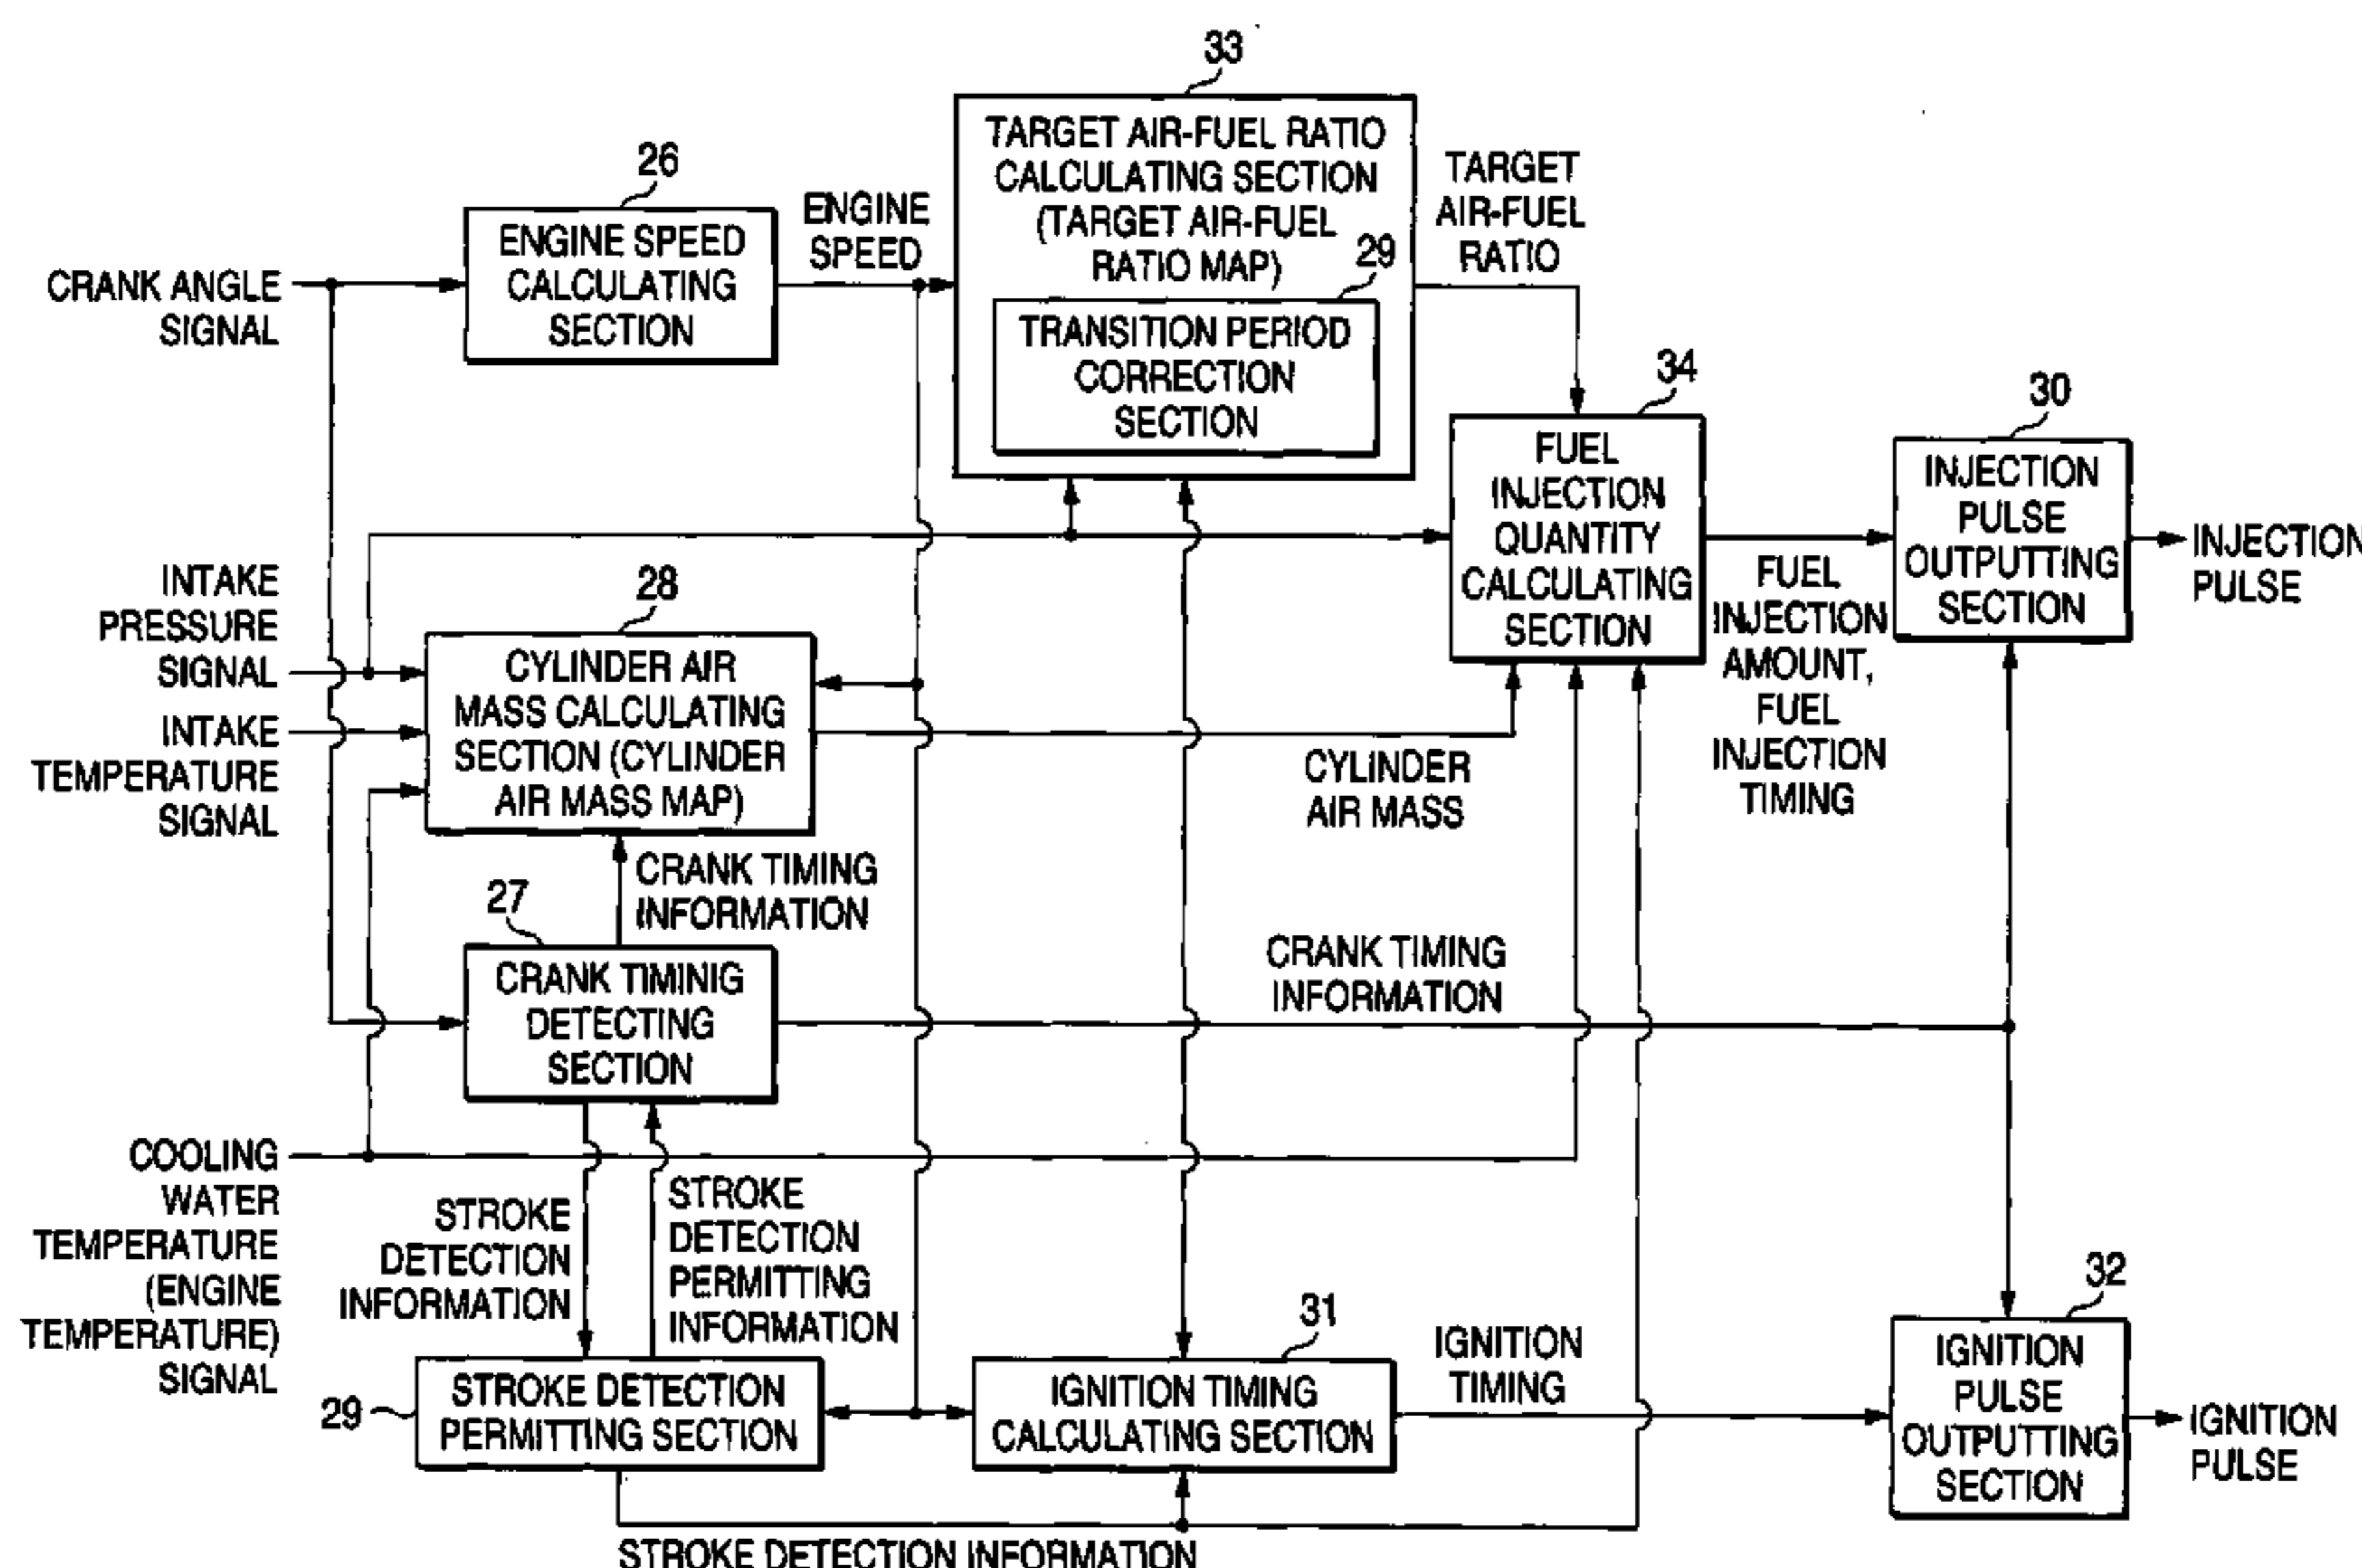 33
TARGET AIR-FUEL RATIO
CALCULATING SECTION
(TARGET AIR-FUEL
RATIO MAP)
29
TRANSITION PERIOD
CORRECTION
SECTION
TARGET
AIR-FUEL
RATIO
26
ENGINE SPEED
CALCULATING
SECTION
ENGINE
SPEED
CRANK ANGLE
SIGNAL
34
FUEL
INJECTION
QUANTITY
CALCULATING
SECTION
30
INJECTION
PULSE
OUTPUTTING
SECTION
INJECTION
PULSE
FUEL
INJECTION
AMOUNT,
FUEL
INJECTION
TIMING
INTAKE
PRESSURE
SIGNAL
INTAKE
TEMPERATURE
SIGNAL
28
CYLINDER AIR
MASS CALCULATING
SECTION (CYLINDER
AIR MASS MAP)
CYLINDER
AIR MASS
CRANK TIMING
INFORMATION
27
CRANK TIMINIG
DETECTING
SECTION
CRANK TIMING
INFORMATION
COOLING
WATER
TEMPERATURE
(ENGINE
TEMPERATURE)
SIGNAL
STROKE
DETECTION
INFORMATION
STROKE
DETECTION
PERMITTING
INFORMATION
29
STROKE DETECTION
PERMITTING SECTION
31
IGNITION TIMING
CALCULATING SECTION
IGNITION
TIMING
32
IGNITION
PULSE
OUTPUTTING
SECTION
IGNITION
PULSE
STROKE DETECTION INFORMATION